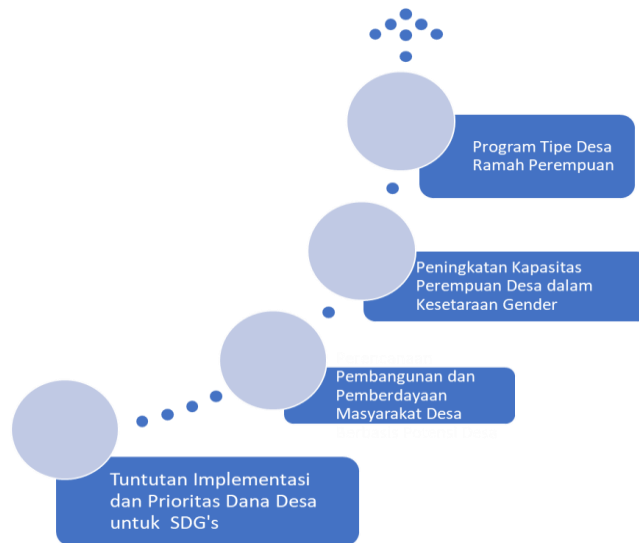 Program Tipe Desa
Ramah Perempuan
Peningkatan Kapasitas
Perempuan Desa dalam
Kesetaraan Gender
Pembangunan dan
Pemberdayaan
Masyarakat Desa
Tuntutan Implementasi
dan Prioritas Dana Desa
untuk SDG's